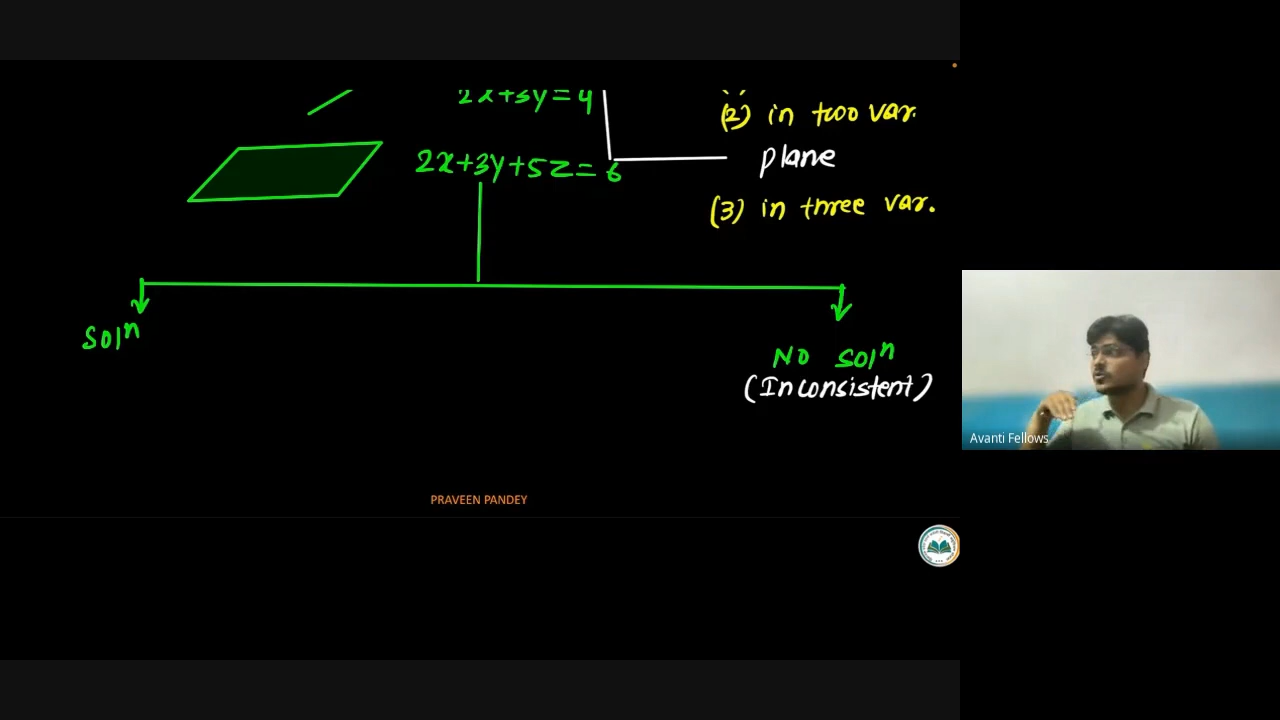 2x+3y=4
(2) in two var.
2x+3y+5z=6
plane
(3) in three var.
Solⁿ
No Solⁿ
(Inconsistent)
Avanti Fellows
PRAVEEN PANDEY